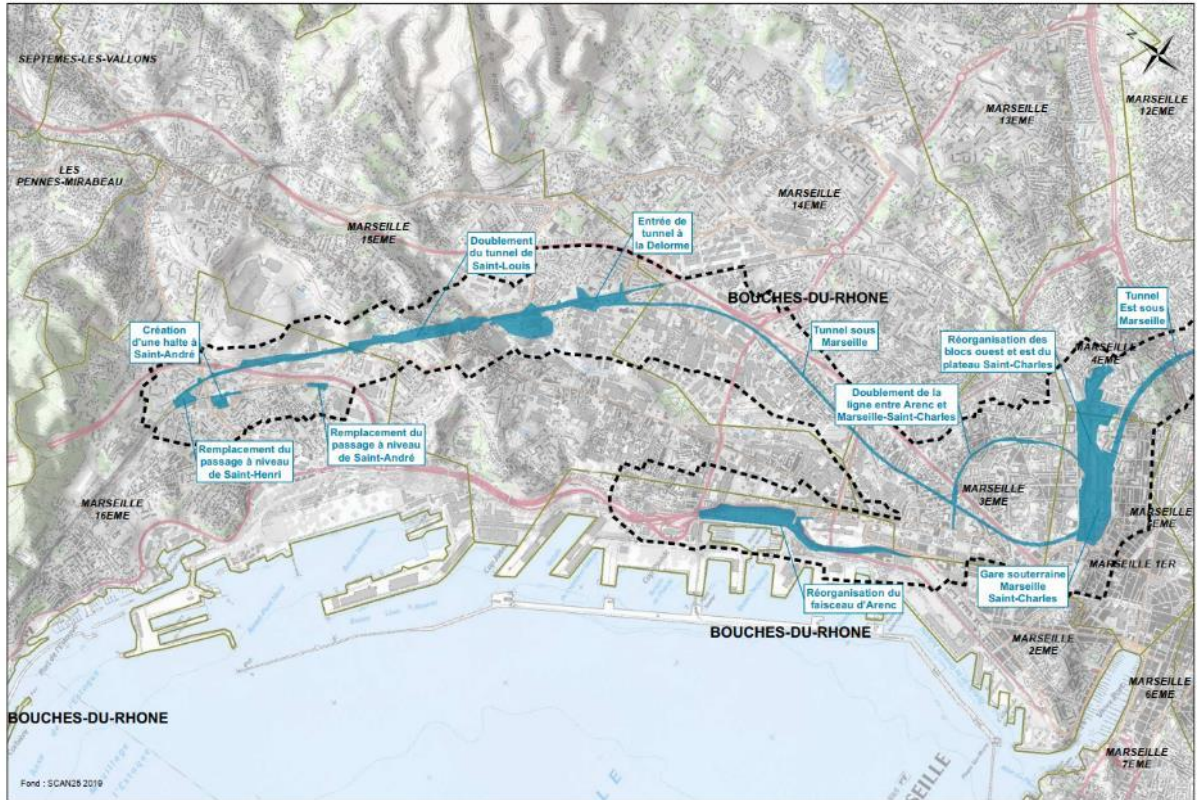 N
SEPTEMES-LES-VALLONS
MARSEILLE
13EME
MARSEILLE
12EME
LES
PENNES-MIRABEAU
MARSEILLE
14EME
MARSEILLE
15EME
Doublement
du tunnel de
Saint-Louis
Entrée de
tunnel à
la Delorme
BOUCHES-DU-RHONE
Tunnel
Est sous
Marseille
Création
d'une halte à
Saint-André
Tunnel sous
Marseille
Réorganisation des
blocs ouest et est du
plateau Saint-Charles
MARSEILLE
4EME
Doublement de la
ligne entre Arenc et
Marseille-Saint-Charles
Remplacement du
passage à niveau
de Saint-Henri
Remplacement du
passage à niveau
de Saint-André
MARSEILLE
16EME
MARSEILLE
3EME
MARSEILLE
EME
MARSEILLE 1ER
Réorganisation du
faisceau d'Arenc
Gare souterraine
Marseille
Saint-Charles
BOUCHES-DU-RHONE
MARSEILLE
2EME
MARSEILLE
6EME
BOUCHES-DU-RHONE
MARSEILLE
7EME
Fond : SCAN25 2019